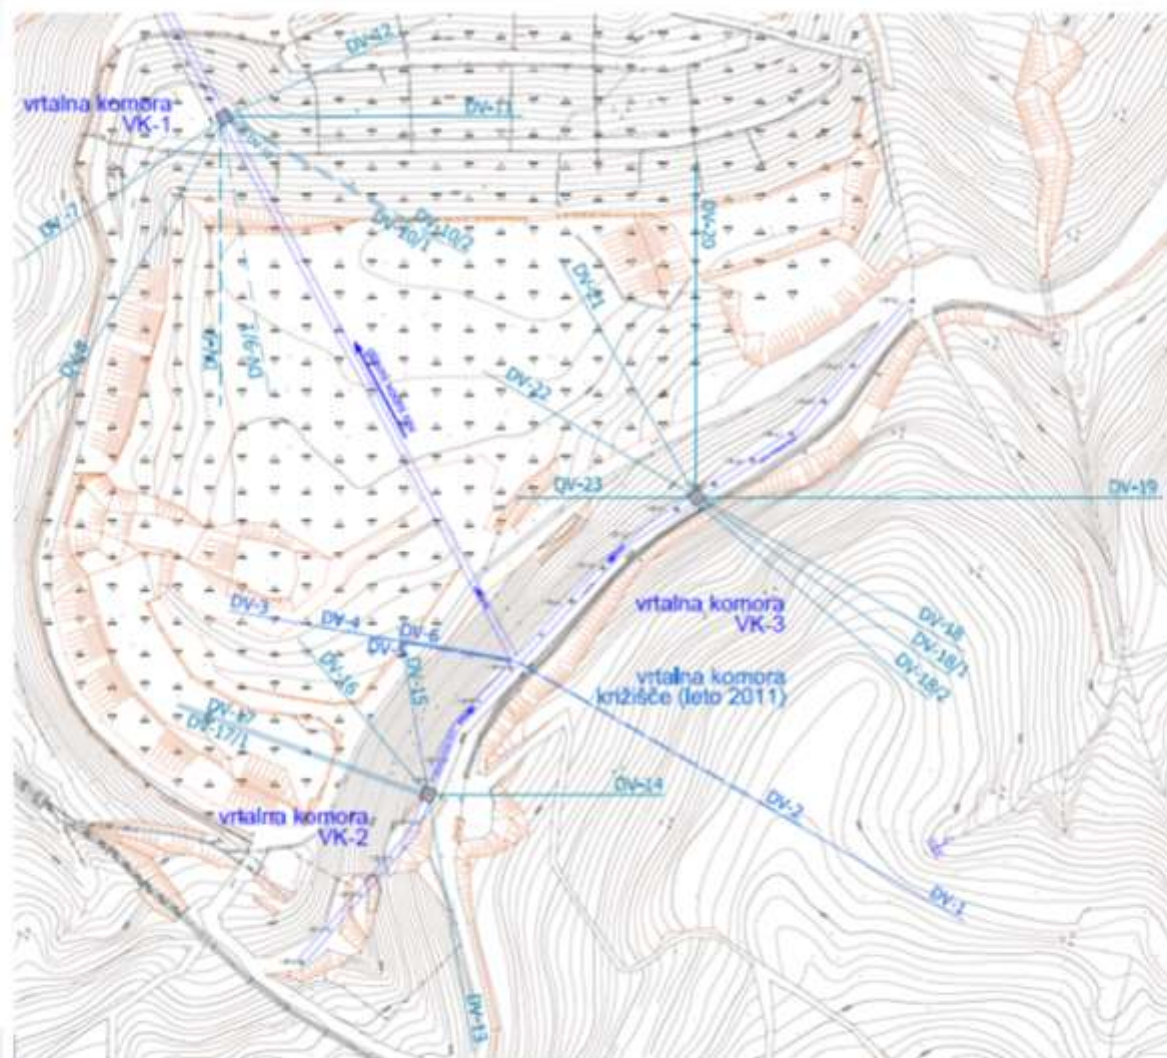 DV-12
vrtalna komora
VK-1
DV-11
DV-7
DV-10/2
DV-10/1
DV-20
DV-21
DV-8
DV-9
DV-9/1
DV-22
DV-23
DV-19
DV-3
DV-4
DV-6
DV-5
DV-16
DV-15
vrtalna komora
VK-3
DV-18
DV-18/1
DV-18/2
vrtalna komora
križišče (leto 2011)
DV-17
DV-17/1
DV-14
vrtalna komora
VK-2
DV-2
DV-1
DV-13